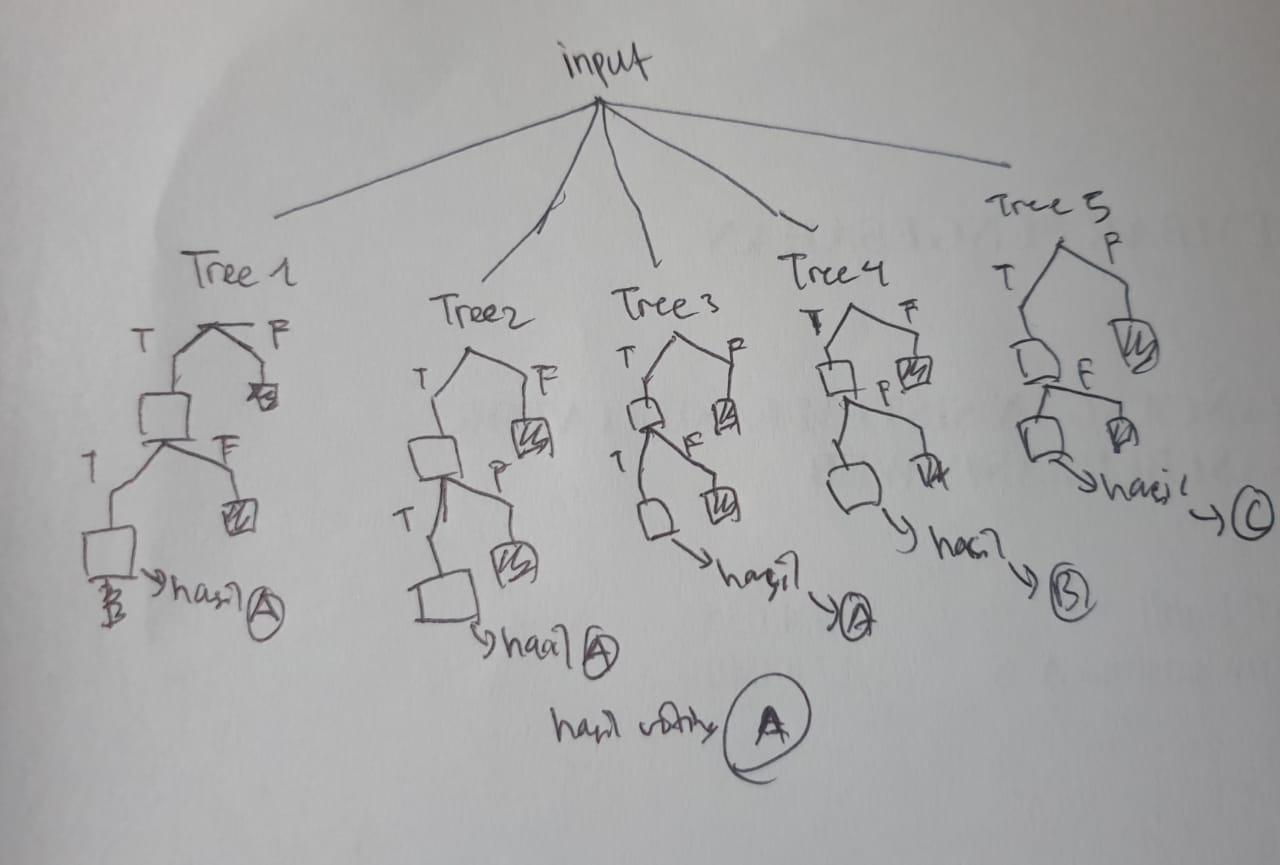 input
Tree 1
T F
T F
hasil A
Tree 2
T F
T F
hasil A
Tree 3
T F
T F
hasil A
Tree 4
T F
F
hasil B
Tree 5
T F
F
hasil C
hasil voting A